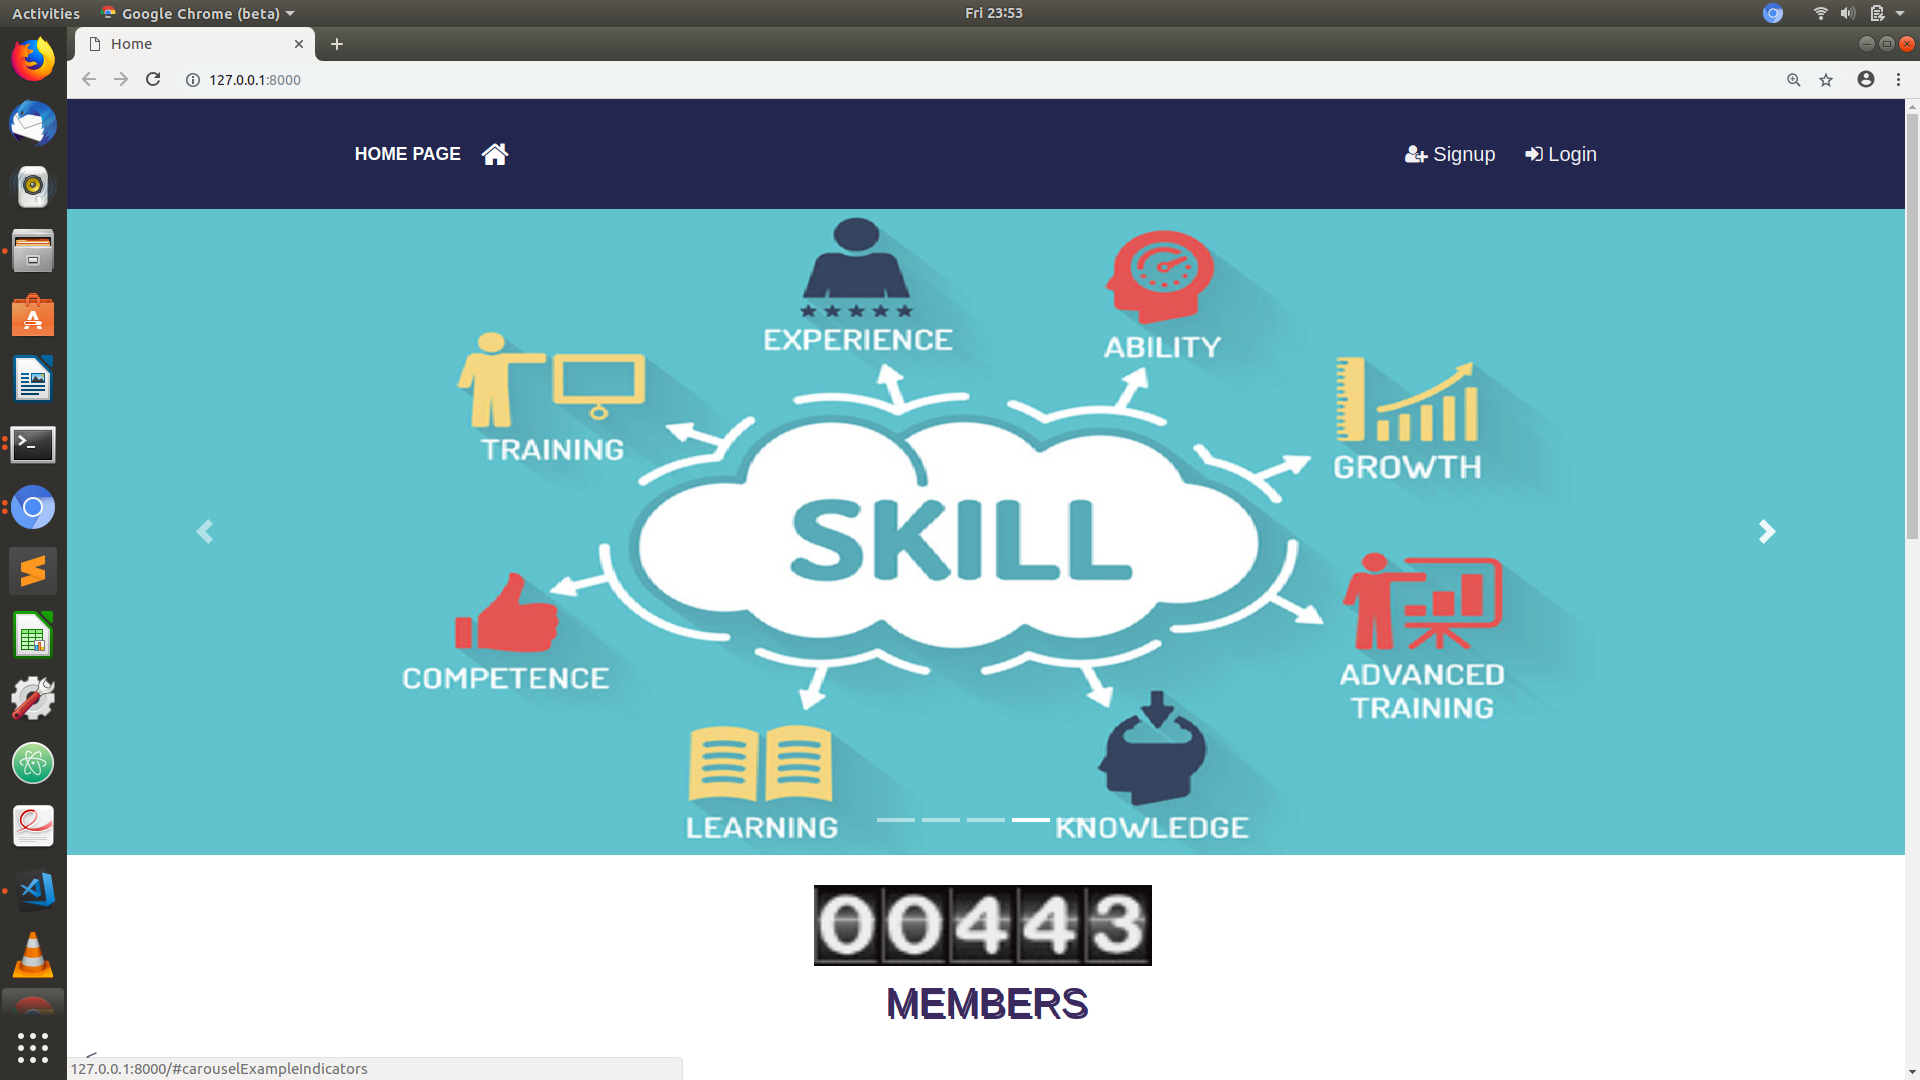 Activities Google Chrome (beta) Fri 23:53
Home
127.0.0.1:8000
HOME PAGE Signup Login
EXPERIENCE
ABILITY
TRAINING
GROWTH
SKILL
COMPETENCE
ADVANCED
TRAINING
LEARNING
KNOWLEDGE
00443
MEMBERS
127.0.0.1:8000/#carouselExampleIndicators